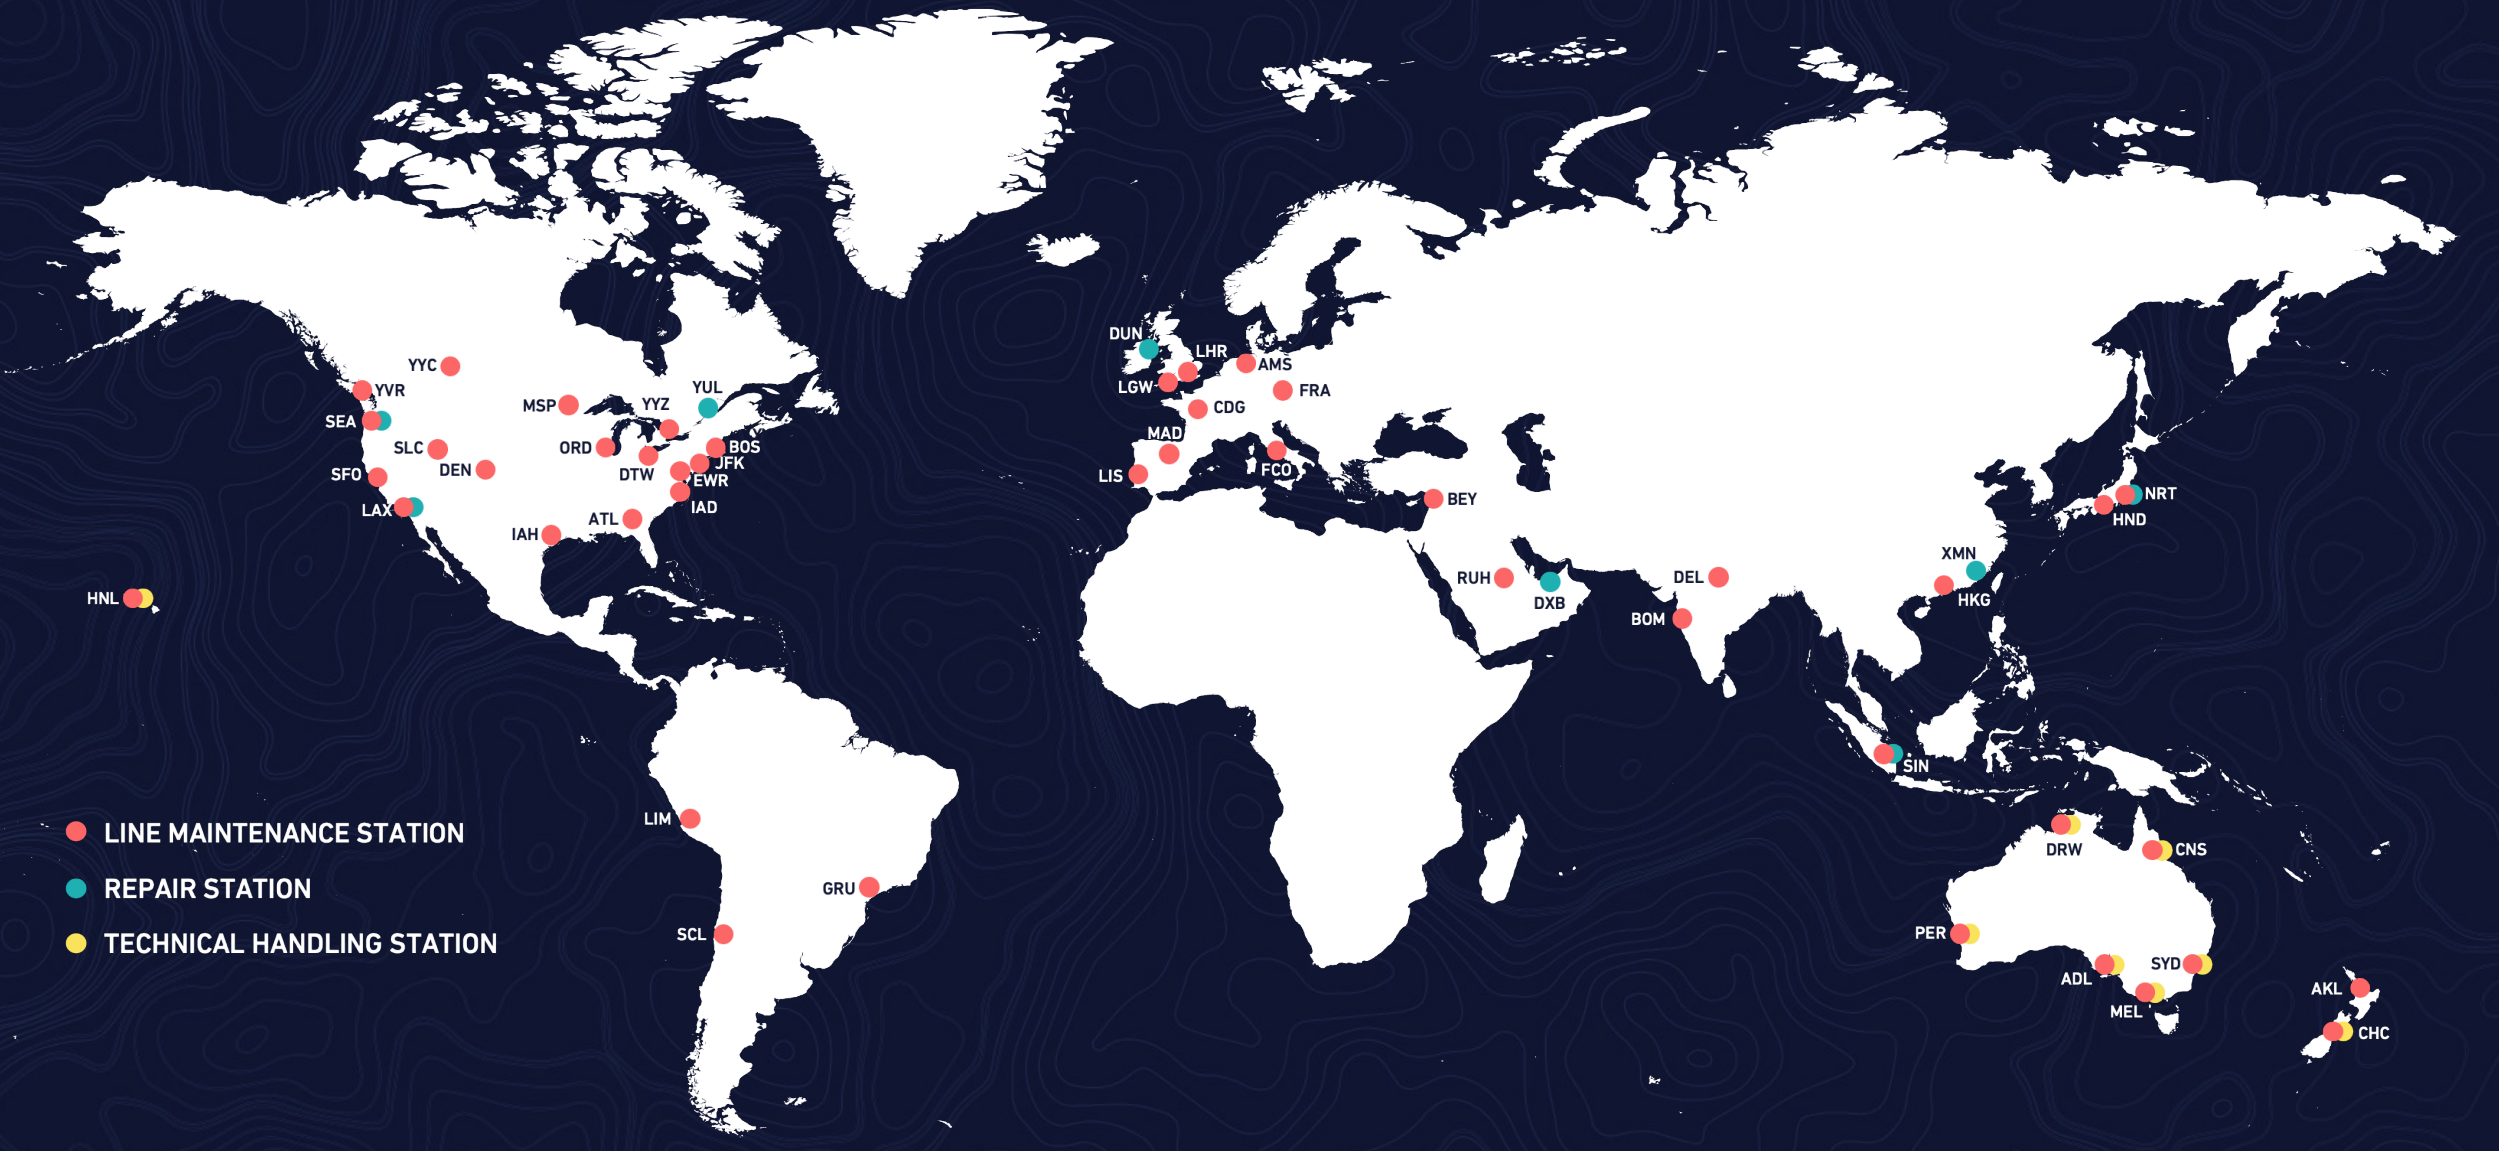 DUN
LHR
LGW
AMS
FRA
CDG
MAD
LIS
FCO
BEY
YYC
YVR
SEA
SLC
DEN
SFO
LAX
MSP
YYZ
YUL
ORD
DTW
BOS
JFK
EWR
IAD
ATL
IAH
HNL
RUH
DXB
DEL
BOM
NRT
HND
XMN
HKG
SIN
LIM
GRU
SCL
DRW
CNS
PER
ADL
SYD
MEL
AKL
CHC
LINE MAINTENANCE STATION
REPAIR STATION
TECHNICAL HANDLING STATION